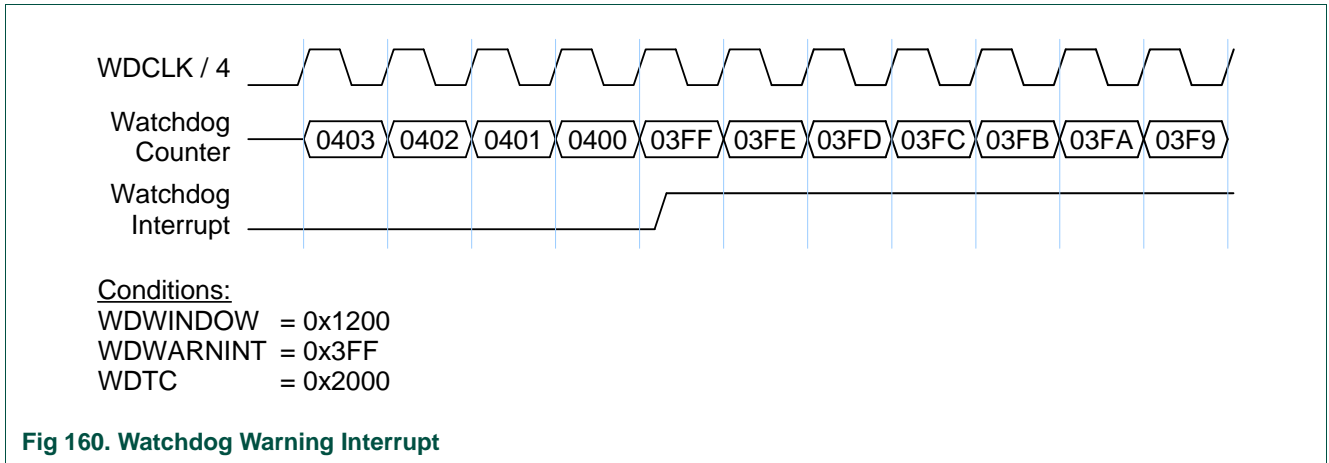 WDCLK / 4
Watchdog
Counter
0403 0402 0401 0400 03FF 03FE 03FD 03FC 03FB 03FA 03F9
Watchdog
Interrupt
Conditions:
WDWINDOW = 0x1200
WDWARNINT = 0x3FF
WDTC = 0x2000
Fig 160. Watchdog Warning Interrupt